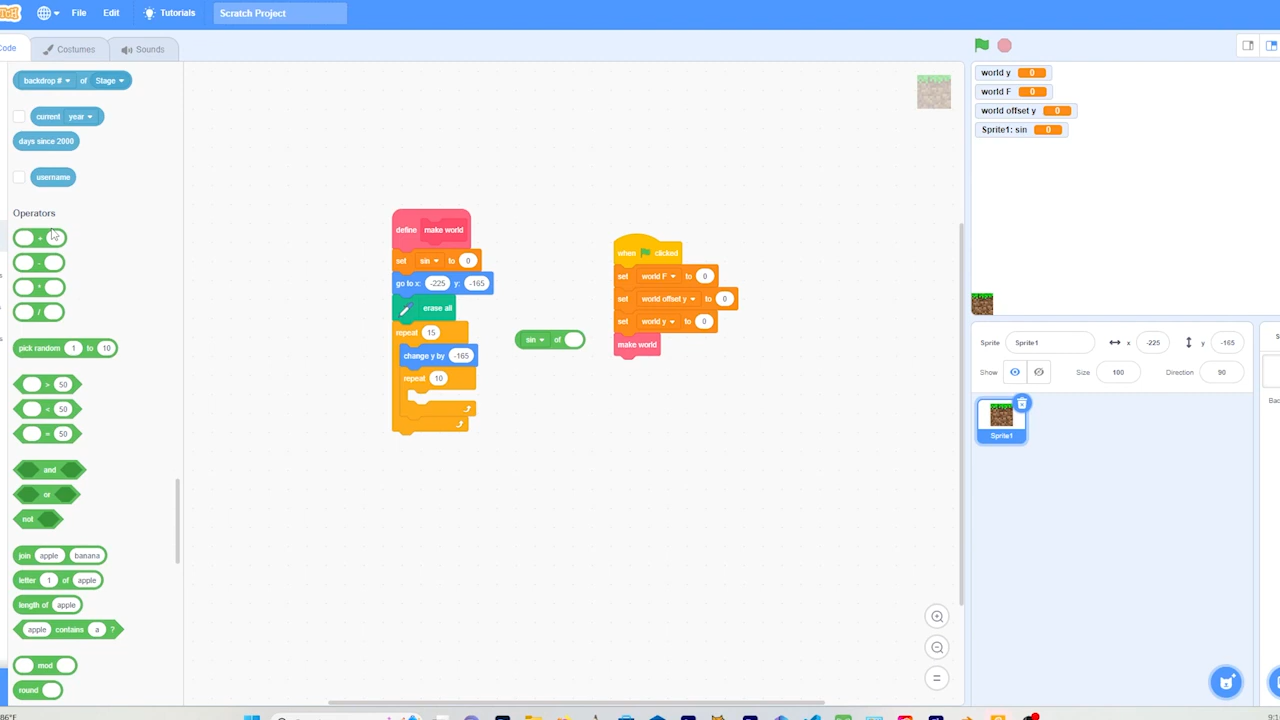 File Edit Tutorials Scratch Project
Costumes Sounds
backdrop # of Stage
current year
days since 2000
username
Operators
+
-
*
/
pick random 1 to 10
> 50
< 50
= 50
and
or
not
join apple banana
letter 1 of apple
length of apple
apple contains a ?
mod
round
define make world
set sin to 0
go to x: -225 y: -165
erase all
repeat 15
change y by -165
repeat 10
sin of
when clicked
set world F to 0
set world offset y to 0
set world y to 0
make world
world y 0
world F 0
world offset y 0
Sprite1: sin 0
Sprite Sprite1 x -225 y -165
Show Size 100 Direction 90
Sprite1